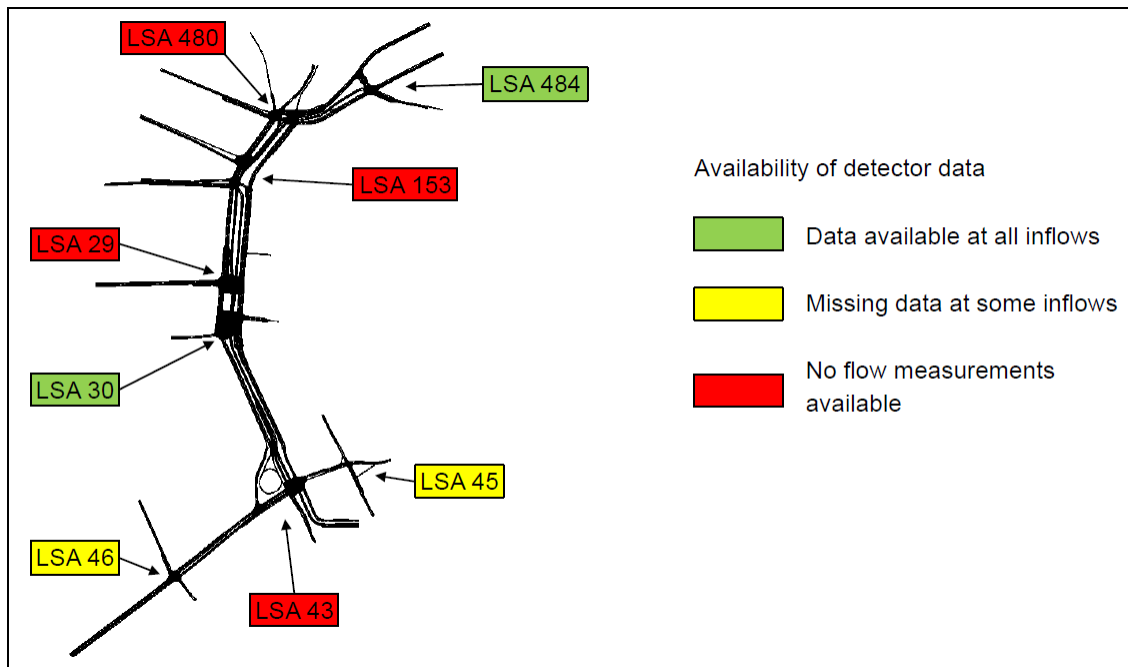 LSA 480
LSA 484
LSA 153
LSA 29
LSA 30
LSA 45
LSA 46
LSA 43
Availability of detector data
Data available at all inflows
Missing data at some inflows
No flow measurements
available